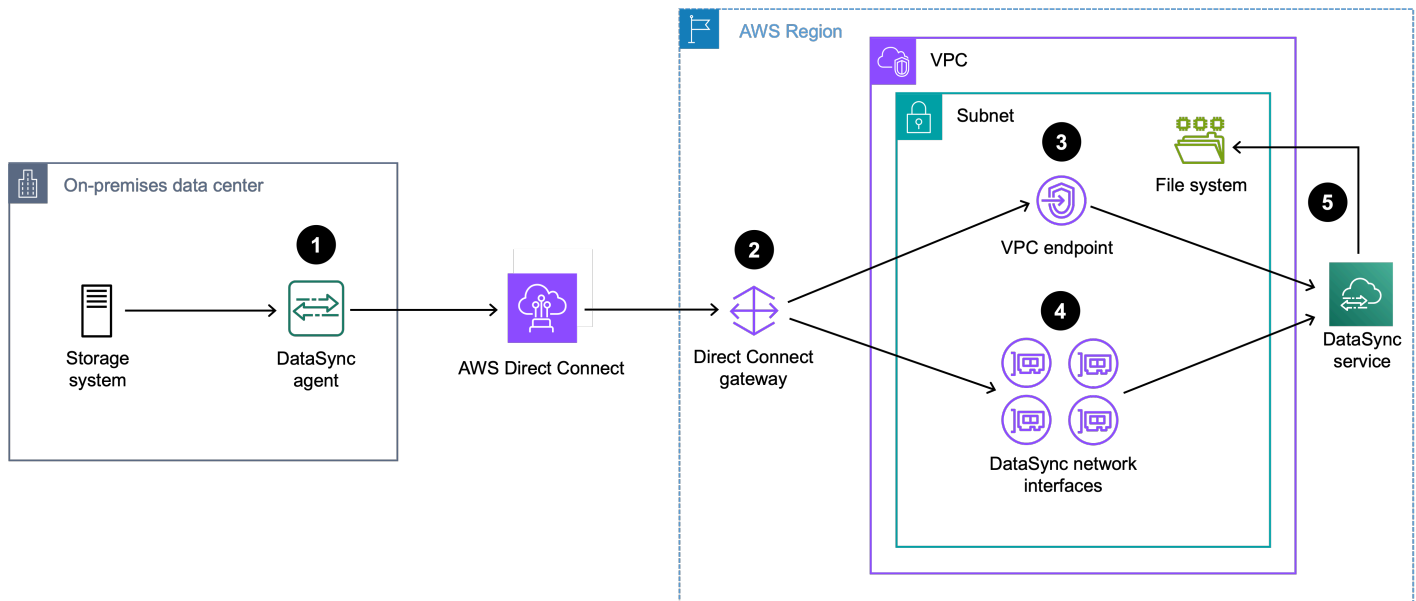 AWS Region
VPC
Subnet
3
File system
On-premises data center
5
1
VPC endpoint
2
4
Storage
system
DataSync
agent
AWS Direct Connect
Direct Connect
gateway
DataSync
service
DataSync network
interfaces